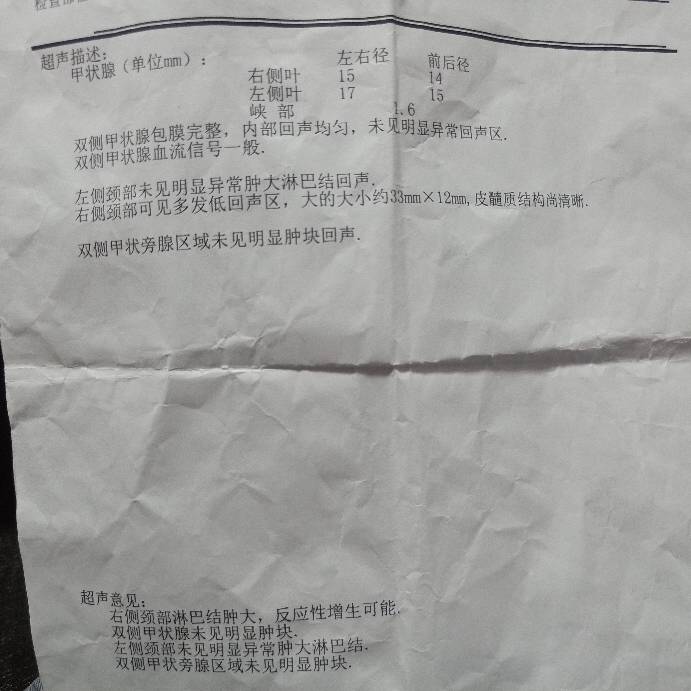 超声描述:
甲状腺（单位mm）: 左右径 前后径
右侧叶 15 14
左侧叶 17 15
峡 部 1.6
双侧甲状腺包膜完整，内部回声均匀，未见明显异常回声区.
双侧甲状腺血流信号一般.
左侧颈部未见明显异常肿大淋巴结回声.
右侧颈部可见多发低回声区，大的大小约33mm×12mm,皮髓质结构尚清晰.
双侧甲状旁腺区域未见明显肿块回声.
超声意见:
右侧颈部淋巴结肿大，反应性增生可能.
双侧甲状腺未见明显肿块.
左侧颈部未见明显异常肿大淋巴结.
双侧甲状旁腺区域未见明显肿块.